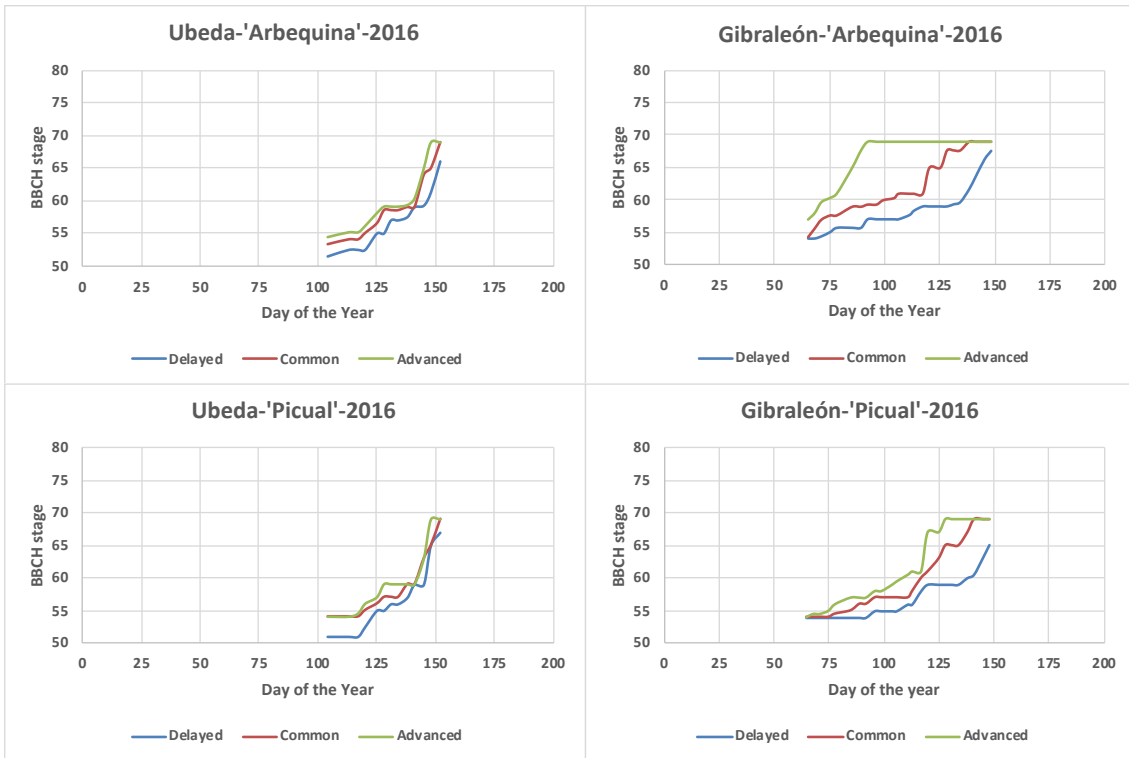 Ubeda-'Arbequina'-2016
80
75
70
65
60
55
50
BBCH stage
0 25 50 75 100 125 150 175 200
Day of the Year
Delayed Common Advanced
Gibraleón-'Arbequina'-2016
80
75
70
65
60
55
50
BBCH stage
50 25 50 75 100 125 150 175 200
Day of the Year
Delayed Common Advanced
Ubeda-'Picual'-2016
80
75
70
65
60
55
50
BBCH stage
0 25 50 75 100 125 150 175 200
Day of the Year
Delayed Common Advanced
Gibraleón-'Picual'-2016
80
75
70
65
60
55
50
BBCH stage
0 25 50 75 100 125 150 175 200
Day of the year
Delayed Common Advanced